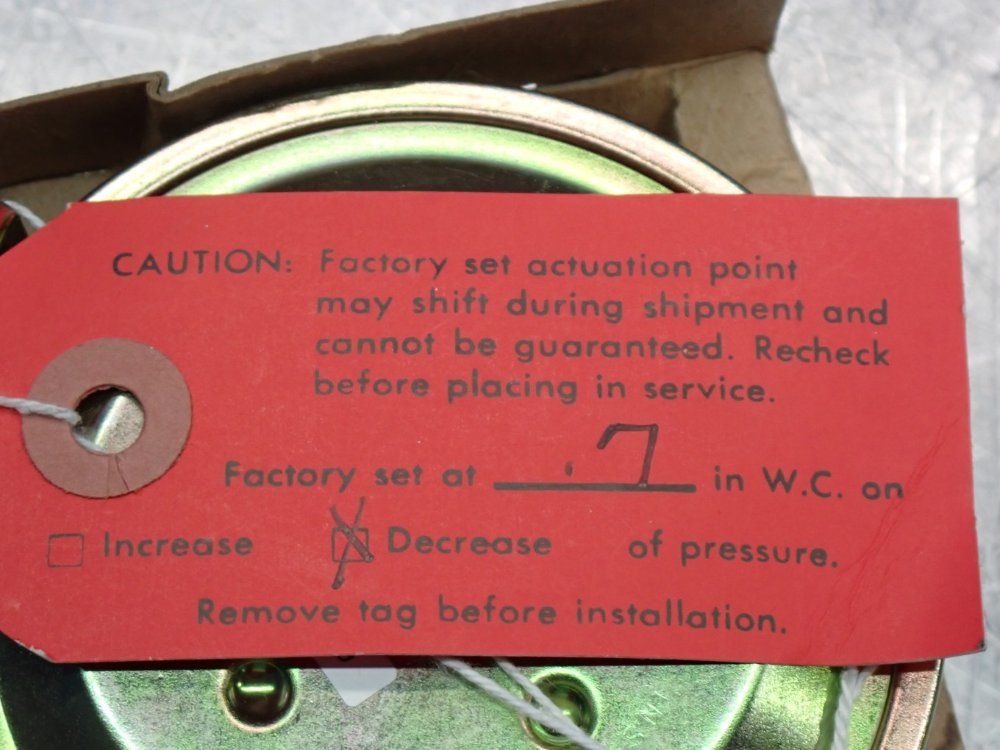 CAUTION: Factory set actuation point
may shift during shipment and
cannot be guaranteed. Recheck
before placing in service.
Factory set at .7 in W.C. on
Increase Decrease of pressure.
Remove tag before installation.